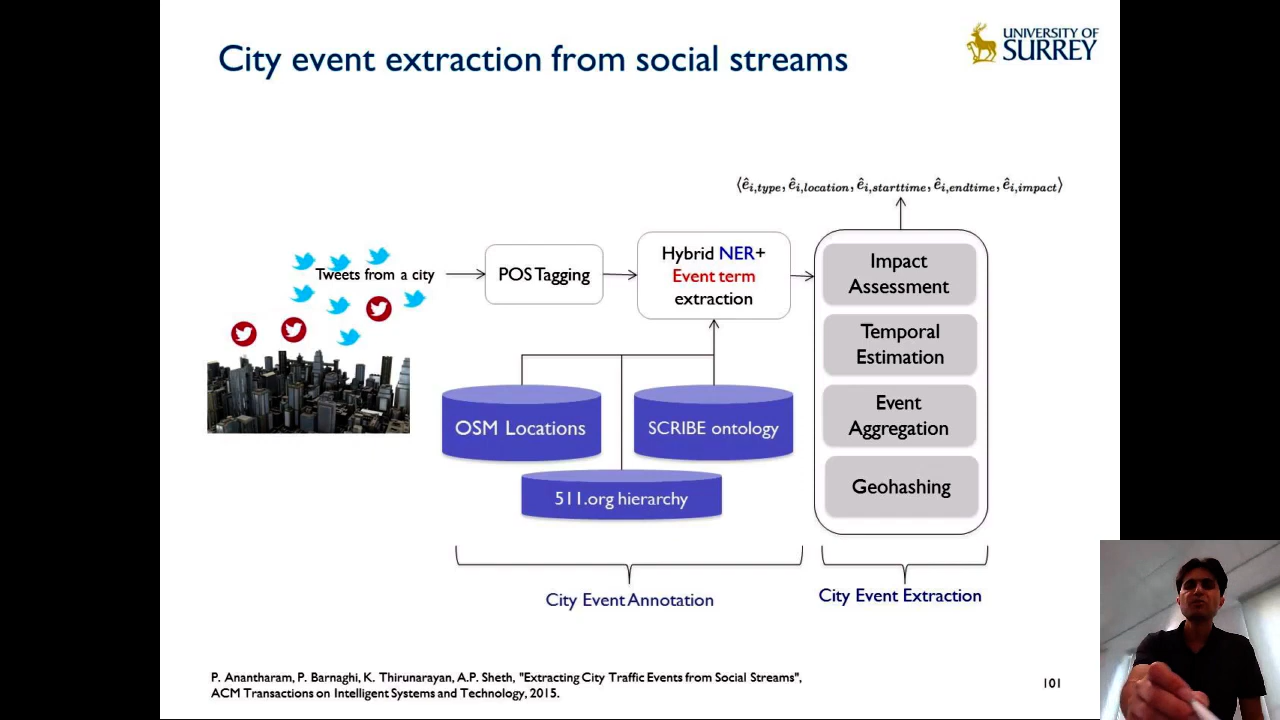 City event extraction from social streams
UNIVERSITY OF
SURREY
⟨ê_{i,type}, ê_{i,location}, ê_{i,starttime}, ê_{i,endtime}, ê_{i,impact}⟩
Tweets from a city
POS Tagging
Hybrid NER+
Event term
extraction
Impact
Assessment
Temporal
Estimation
Event
Aggregation
Geohashing
OSM Locations
SCRIBE ontology
511.org hierarchy
City Event Annotation
City Event Extraction
P. Anantharam, P. Barnaghi, K. Thirunarayan, A.P. Sheth, "Extracting City Traffic Events from Social Streams",
ACM Transactions on Intelligent Systems and Technology, 2015.
101